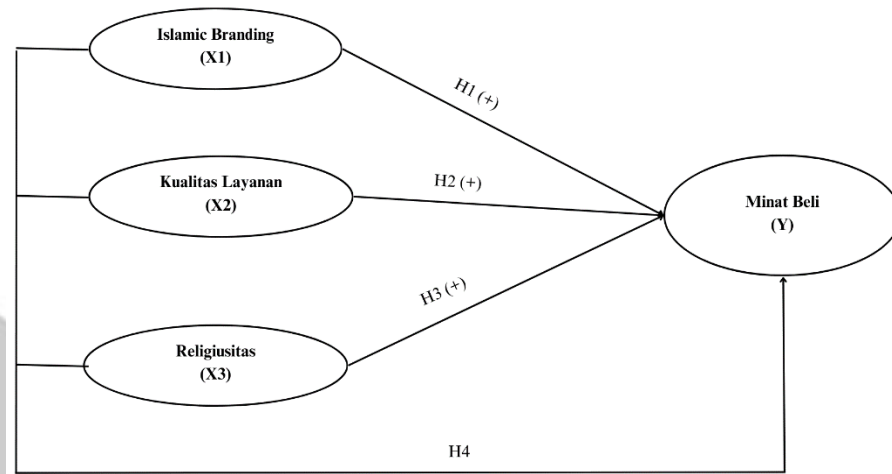 Islamic Branding
(X1)
H1 (+)
Kualitas Layanan
(X2)
H2 (+)
Minat Beli
(Y)
H3 (+)
Religiusitas
(X3)
H4